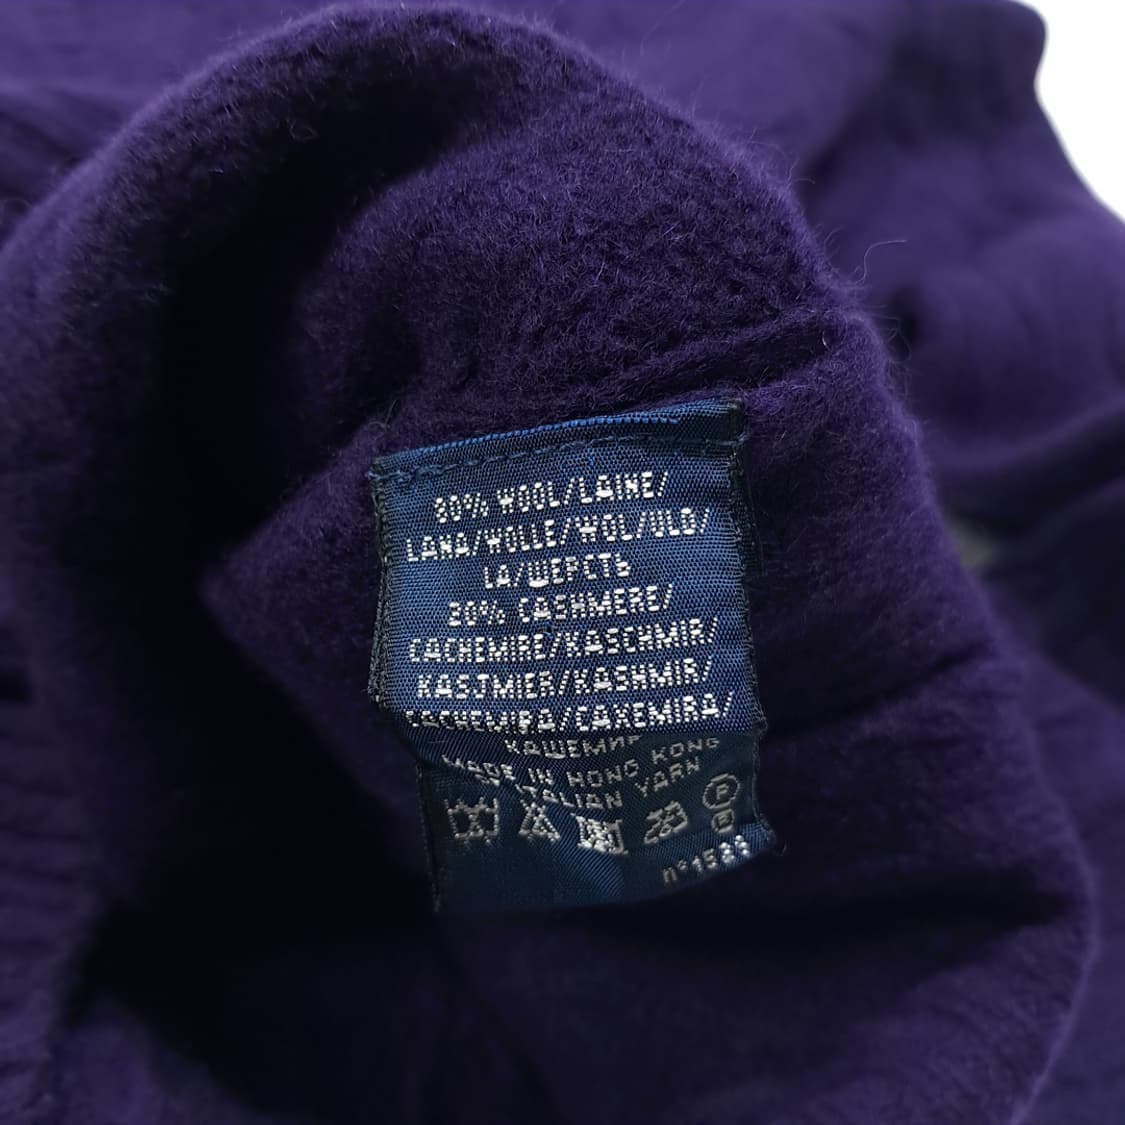 80% WOOL/LAINE/
LANA/WOLLE/WOL/ULD/
LA/ШЕРСТЬ
20% CASHMERE/
CACHEMIRE/KASCHMIR/
KASJMIER/KASHMIR/
CACHEMIRA/CAXEMIRA/
КАШЕМИР
MADE IN HONG KONG
ITALIAN YARN
P